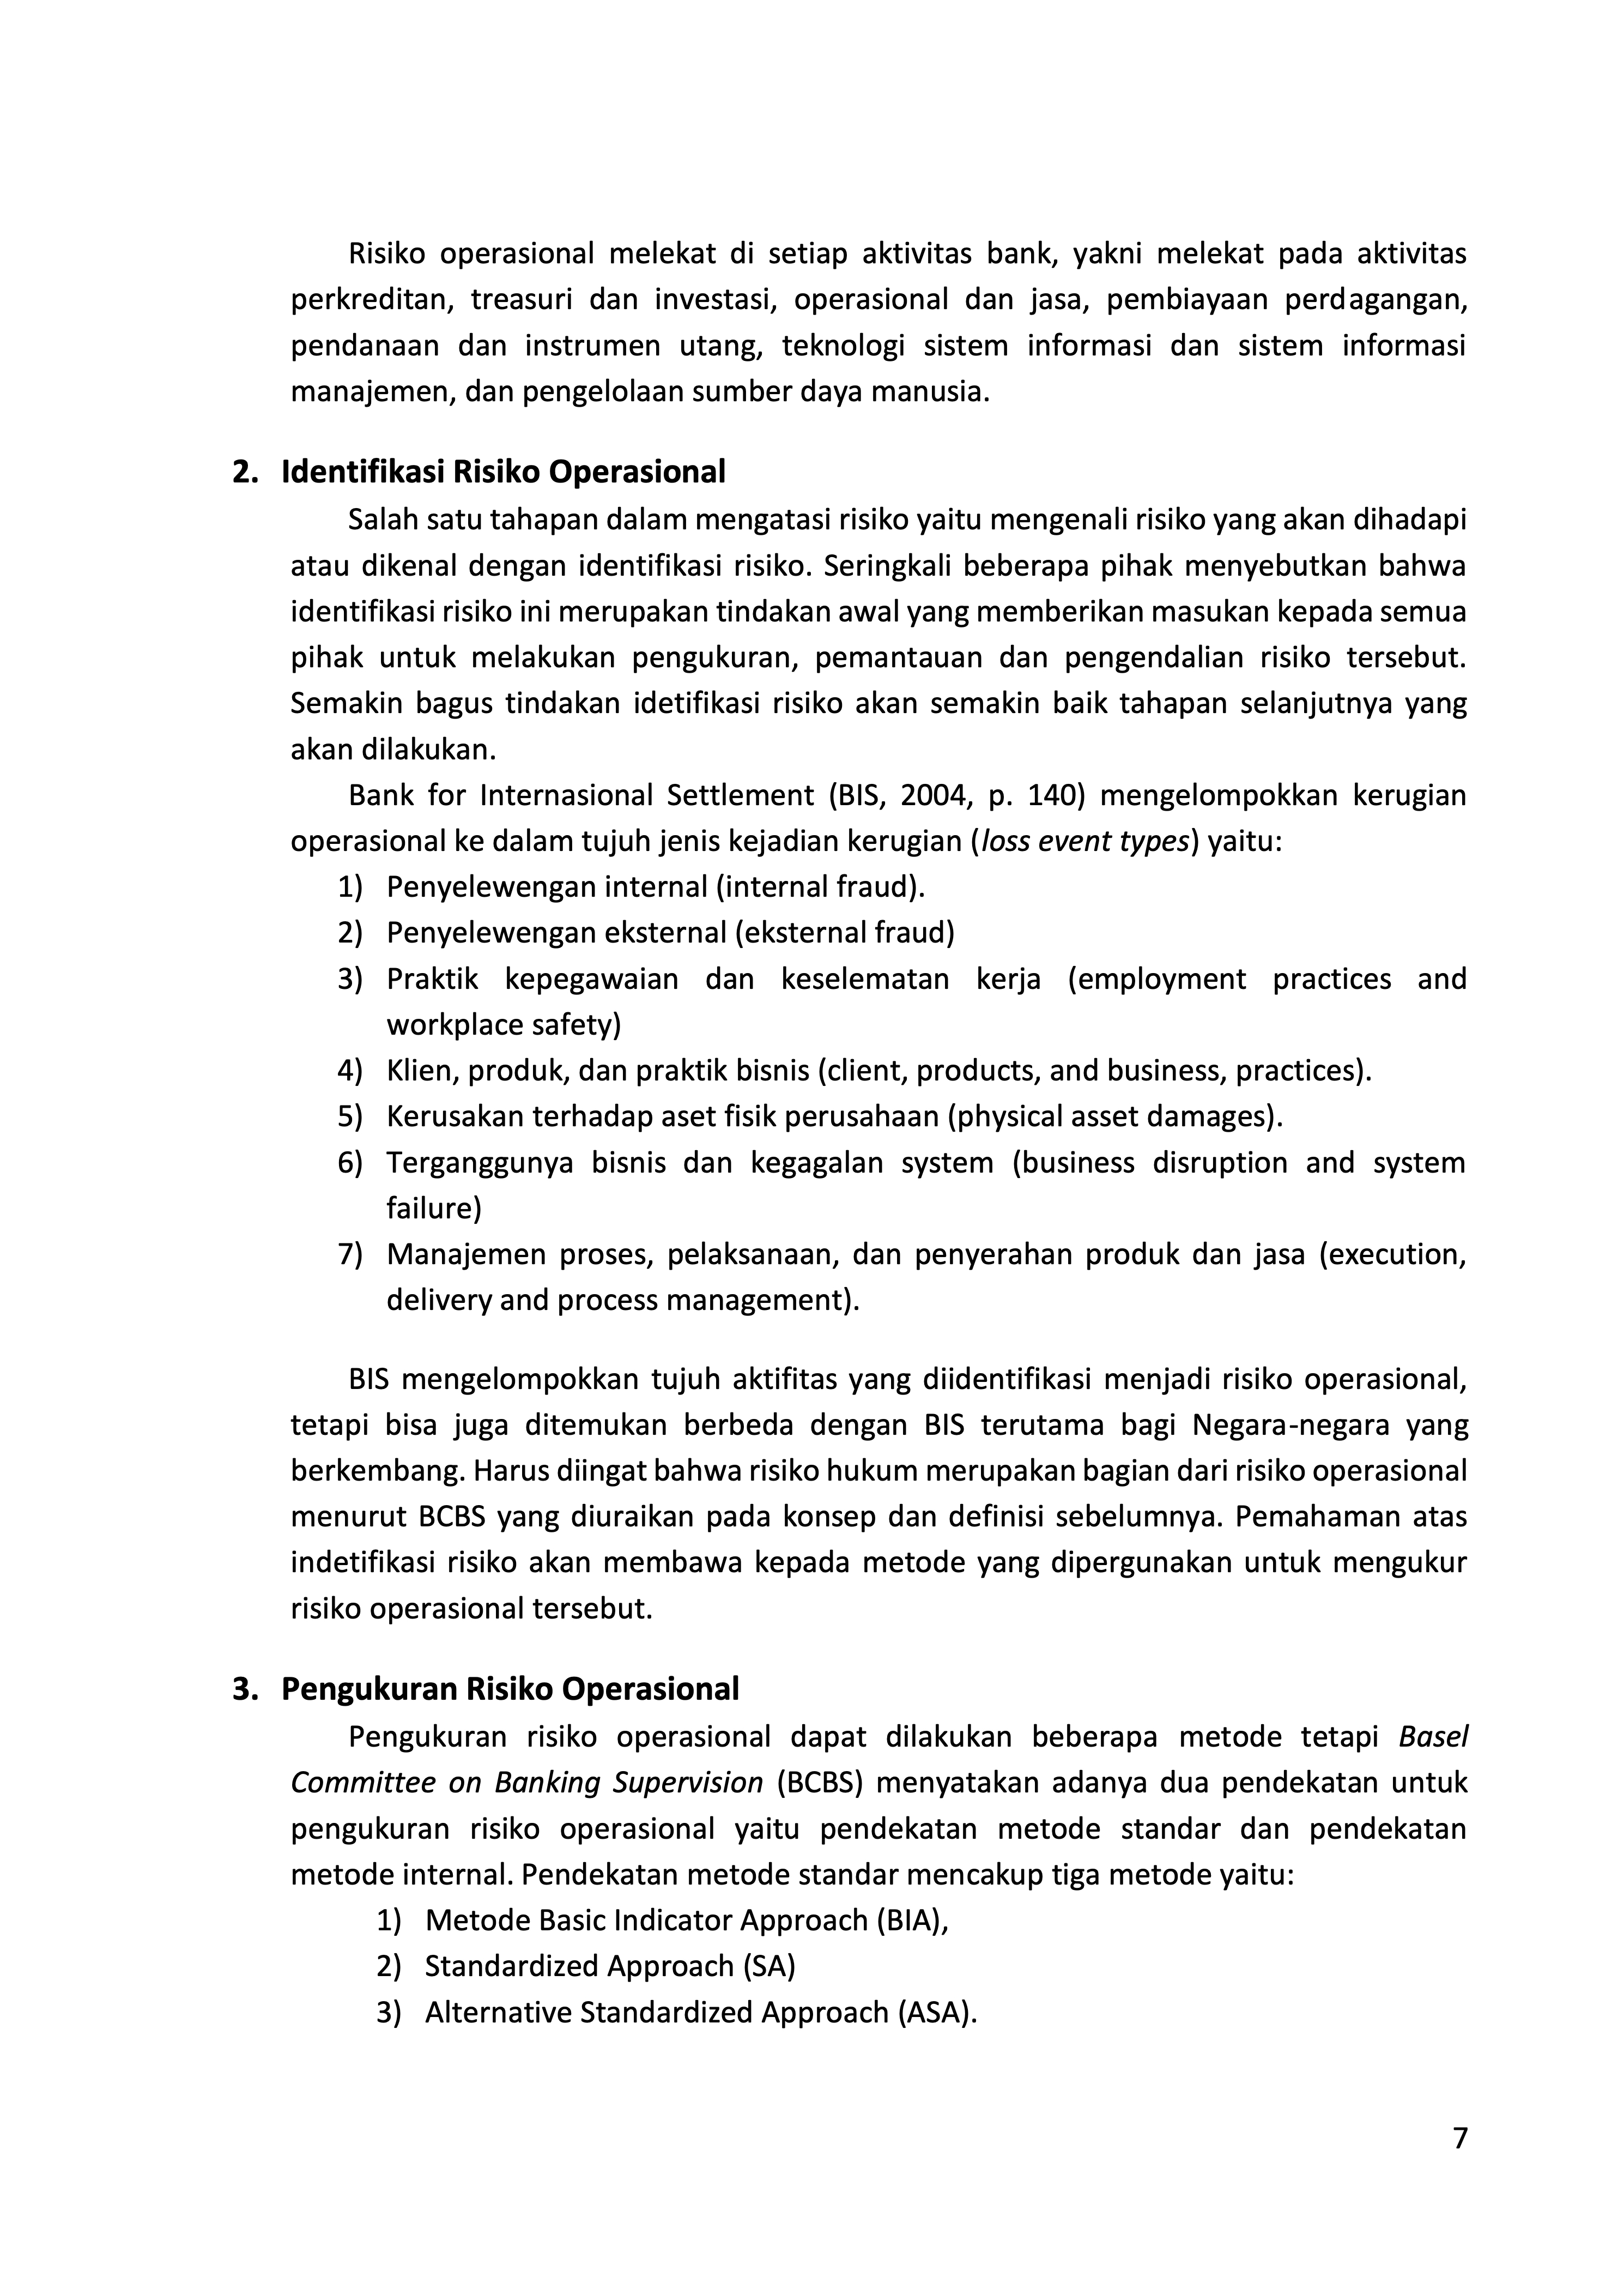 Risiko operasional melekat di setiap aktivitas bank, yakni melekat pada aktivitas
perkreditan, treasuri dan investasi, operasional dan jasa, pembiayaan perdagangan,
pendanaan dan instrumen utang, teknologi sistem informasi dan sistem informasi
manajemen, dan pengelolaan sumber daya manusia.
2. Identifikasi Risiko Operasional
Salah satu tahapan dalam mengatasi risiko yaitu mengenali risiko yang akan dihadapi
atau dikenal dengan identifikasi risiko. Seringkali beberapa pihak menyebutkan bahwa
identifikasi risiko ini merupakan tindakan awal yang memberikan masukan kepada semua
pihak untuk melakukan pengukuran, pemantauan dan pengendalian risiko tersebut.
Semakin bagus tindakan idetifikasi risiko akan semakin baik tahapan selanjutnya yang
akan dilakukan.
Bank for Internasional Settlement (BIS, 2004, p. 140) mengelompokkan kerugian
operasional ke dalam tujuh jenis kejadian kerugian (loss event types) yaitu:
1) Penyelewengan internal (internal fraud).
2) Penyelewengan eksternal (eksternal fraud)
3) Praktik kepegawaian dan keselematan kerja (employment practices and
workplace safety)
4) Klien, produk, dan praktik bisnis (client, products, and business, practices).
5) Kerusakan terhadap aset fisik perusahaan (physical asset damages).
6) Terganggunya bisnis dan kegagalan system (business disruption and system
failure)
7) Manajemen proses, pelaksanaan, dan penyerahan produk dan jasa (execution,
delivery and process management).
BIS mengelompokkan tujuh aktifitas yang diidentifikasi menjadi risiko operasional,
tetapi bisa juga ditemukan berbeda dengan BIS terutama bagi Negara-negara yang
berkembang. Harus diingat bahwa risiko hukum merupakan bagian dari risiko operasional
menurut BCBS yang diuraikan pada konsep dan definisi sebelumnya. Pemahaman atas
indetifikasi risiko akan membawa kepada metode yang dipergunakan untuk mengukur
risiko operasional tersebut.
3. Pengukuran Risiko Operasional
Pengukuran risiko operasional dapat dilakukan beberapa metode tetapi Basel
Committee on Banking Supervision (BCBS) menyatakan adanya dua pendekatan untuk
pengukuran risiko operasional yaitu pendekatan metode standar dan pendekatan
metode internal. Pendekatan metode standar mencakup tiga metode yaitu:
1) Metode Basic Indicator Approach (BIA),
2) Standardized Approach (SA)
3) Alternative Standardized Approach (ASA).
7